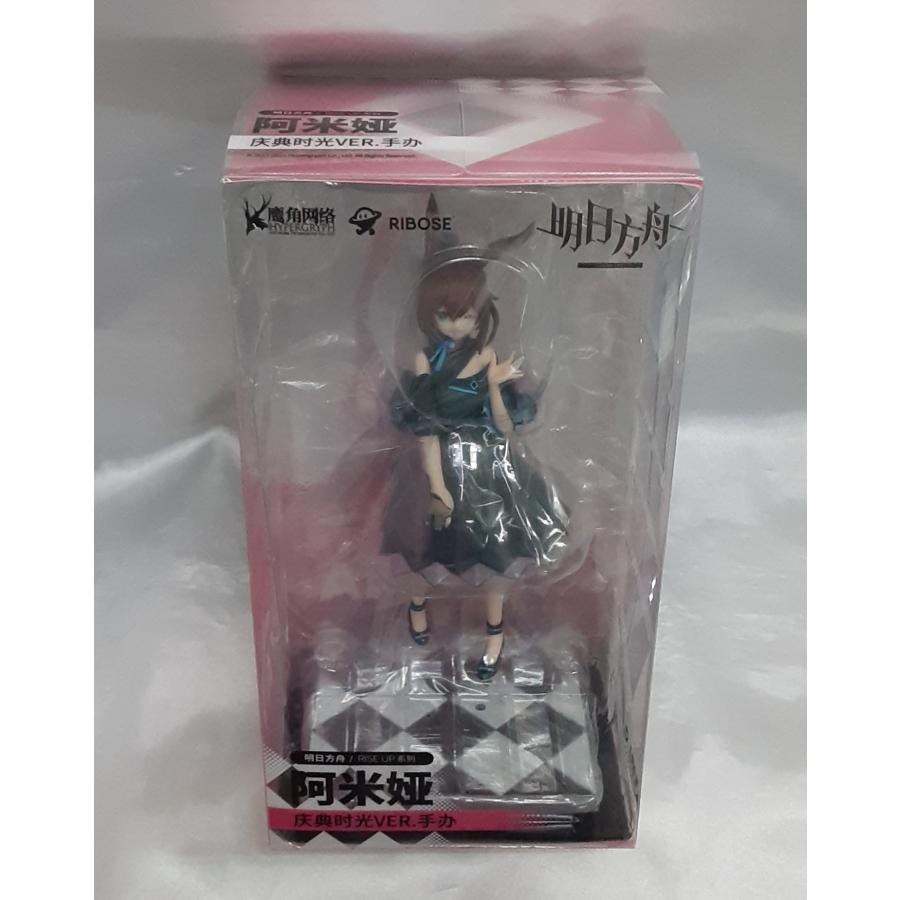 阿米娅
庆典时光VER.手办
鹰角网络
HYPERGRYPH
RIBOSE
明日方舟
明日方舟 / RISE UP 系列
阿米娅
庆典时光VER.手办